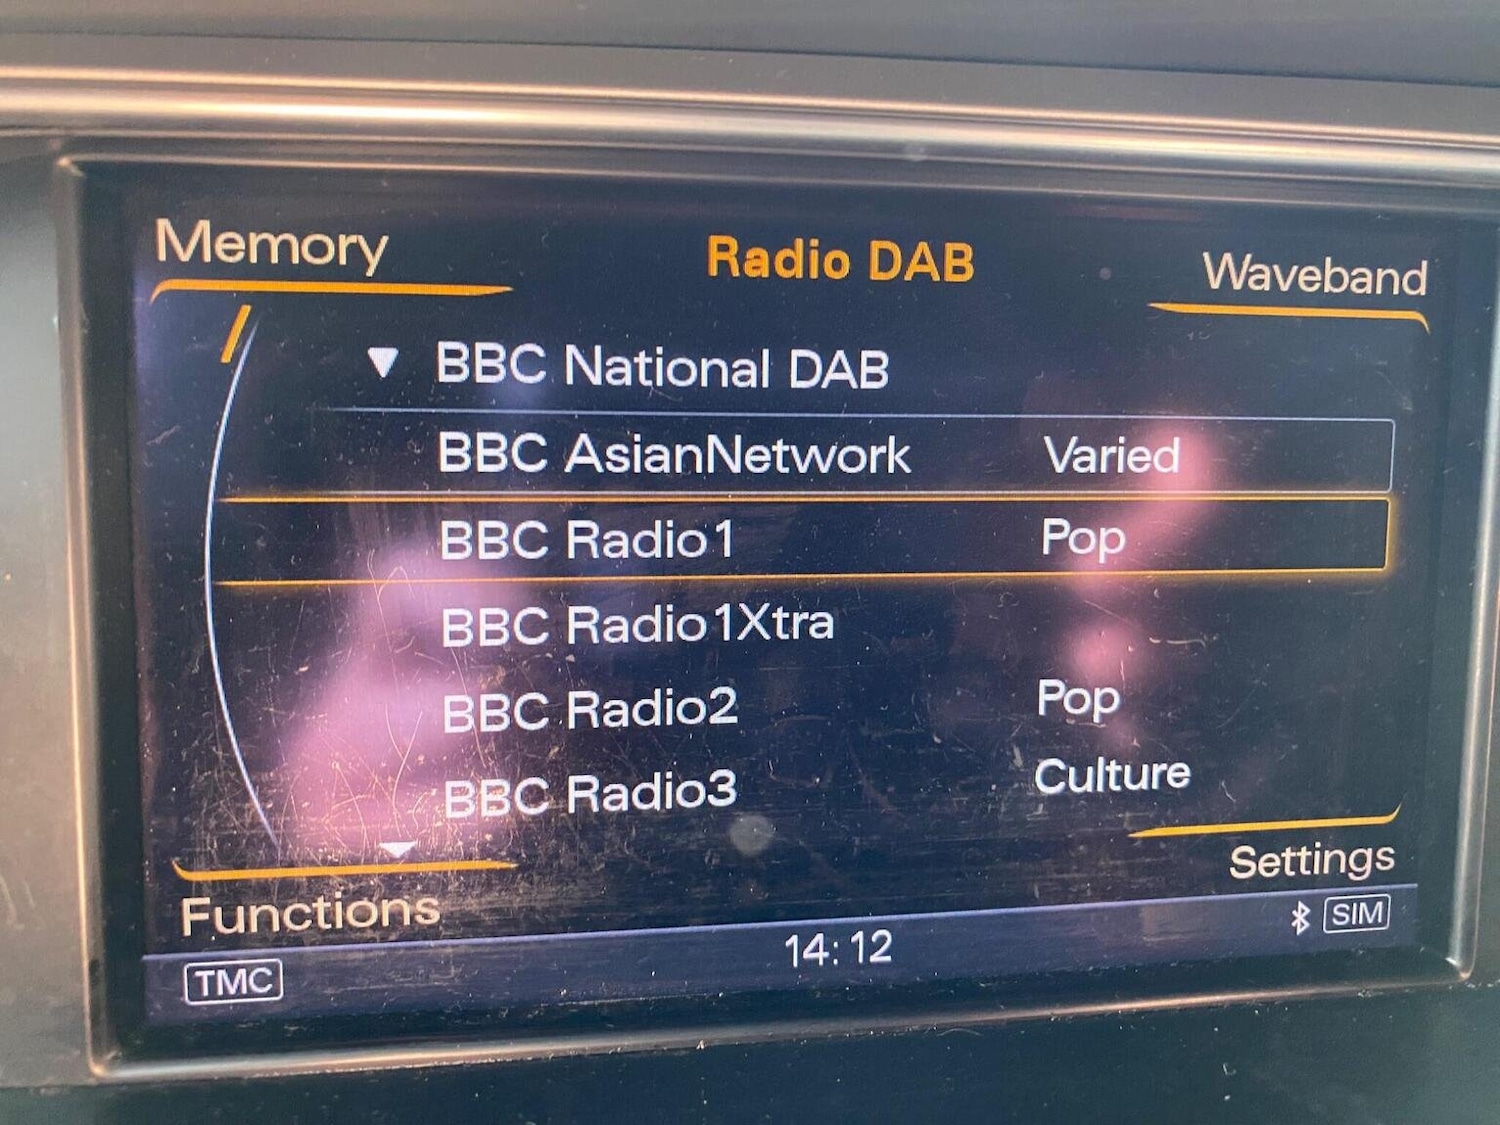 Memory
Radio DAB
Waveband
BBC National DAB
BBC AsianNetwork Varied
BBC Radio1 Pop
BBC Radio1Xtra
BBC Radio2 Pop
BBC Radio3 Culture
Settings
Functions
TMC
14:12
SIM